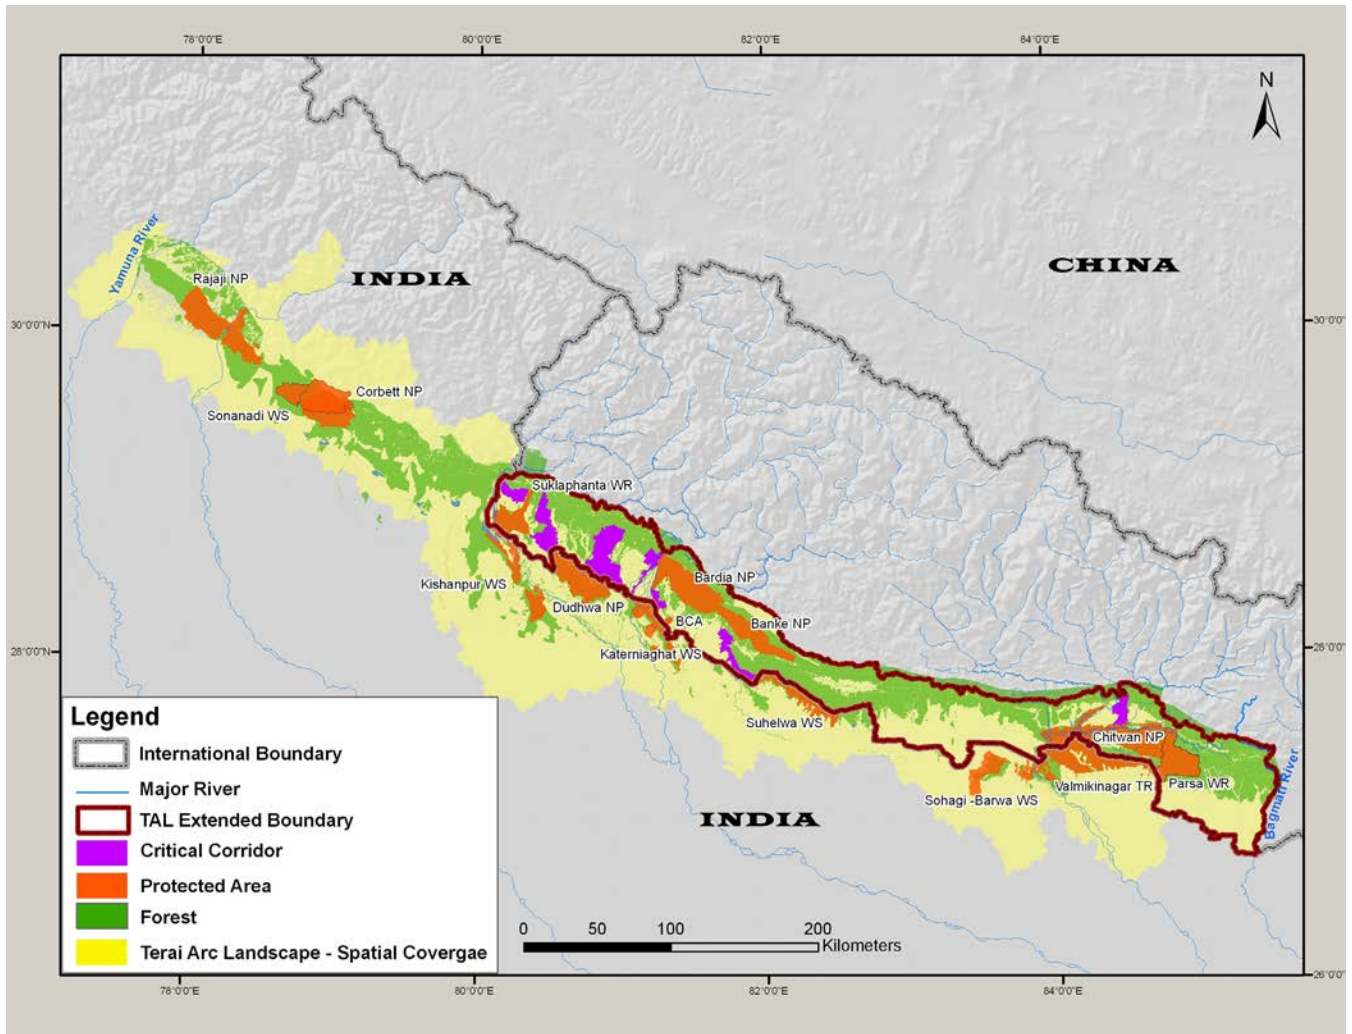 78°0'0"E 80°0'0"E 82°0'0"E 84°0'0"E
N
CHINA
INDIA
Yamuna River
Rajaji NP
30°0'0"N
30°0'0"N
Corbett NP
Sonanadi WS
Suklaphanta WR
Kishanpur WS
Bardia NP
Dudhwa NP
BCA
Banke NP
28°0'0"N
28°0'0"N
Katerniaghat WS
Suhelwa WS
Chitwan NP
Sohagi -Barwa WS
Valmikinagar TR
Parsa WR
Bagmati River
INDIA
Legend
International Boundary
Major River
TAL Extended Boundary
Critical Corridor
Protected Area
Forest
Terai Arc Landscape - Spatial Covergae
0 50 100 200
Kilometers
26°0'0"N
78°0'0"E 80°0'0"E 82°0'0"E 84°0'0"E